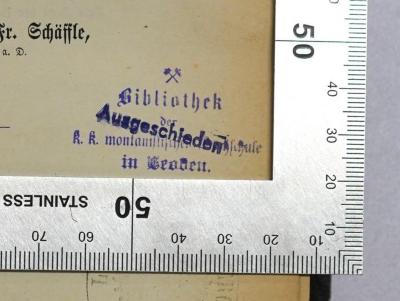 Fr. Schäffle,
a. D.
Bibliothek
der
Ausgeschieden
k. k. montanistischen Hochschule
in Leoben.
50
40
30
20
10
STAINLESS
70
60
50
40
30
20
10